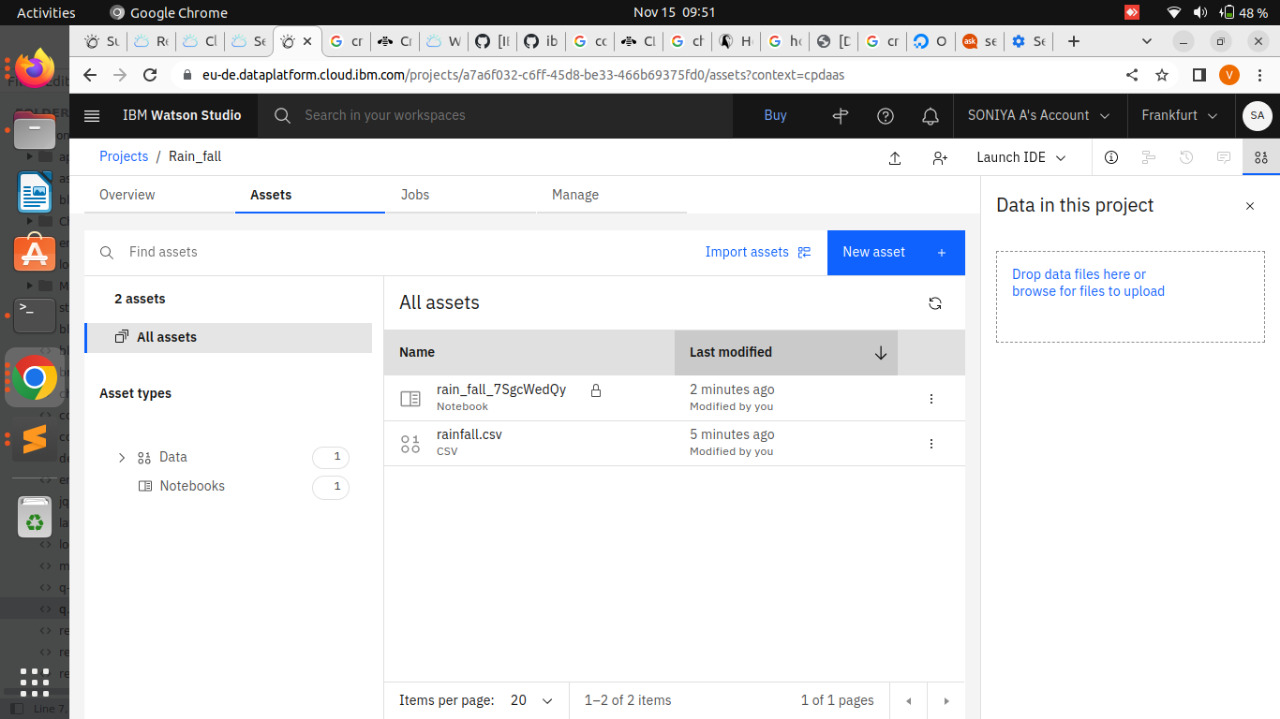 Activities
Google Chrome
Nov 15 09:51
48 %
Su
Re
Cl
Se
cr
Cr
W
[IE
ib
cc
Cl
ch
H
he
[D
cr
O
se
Se
eu-de.dataplatform.cloud.ibm.com/projects/a7a6f032-c6ff-45d8-be33-466b69375fd0/assets?context=cpdaas
V
IBM Watson Studio
Search in your workspaces
Buy
SONIYA A's Account
Frankfurt
SA
Projects / Rain_fall
Launch IDE
Overview
Assets
Jobs
Manage
Data in this project
Find assets
Import assets
New asset +
Drop data files here or
browse for files to upload
2 assets
All assets
All assets
Asset types
Data 1
Notebooks 1
Name
Last modified
rain_fall_7SgcWedQy
Notebook
2 minutes ago
Modified by you
rainfall.csv
CSV
5 minutes ago
Modified by you
Items per page: 20
1–2 of 2 items
1 of 1 pages